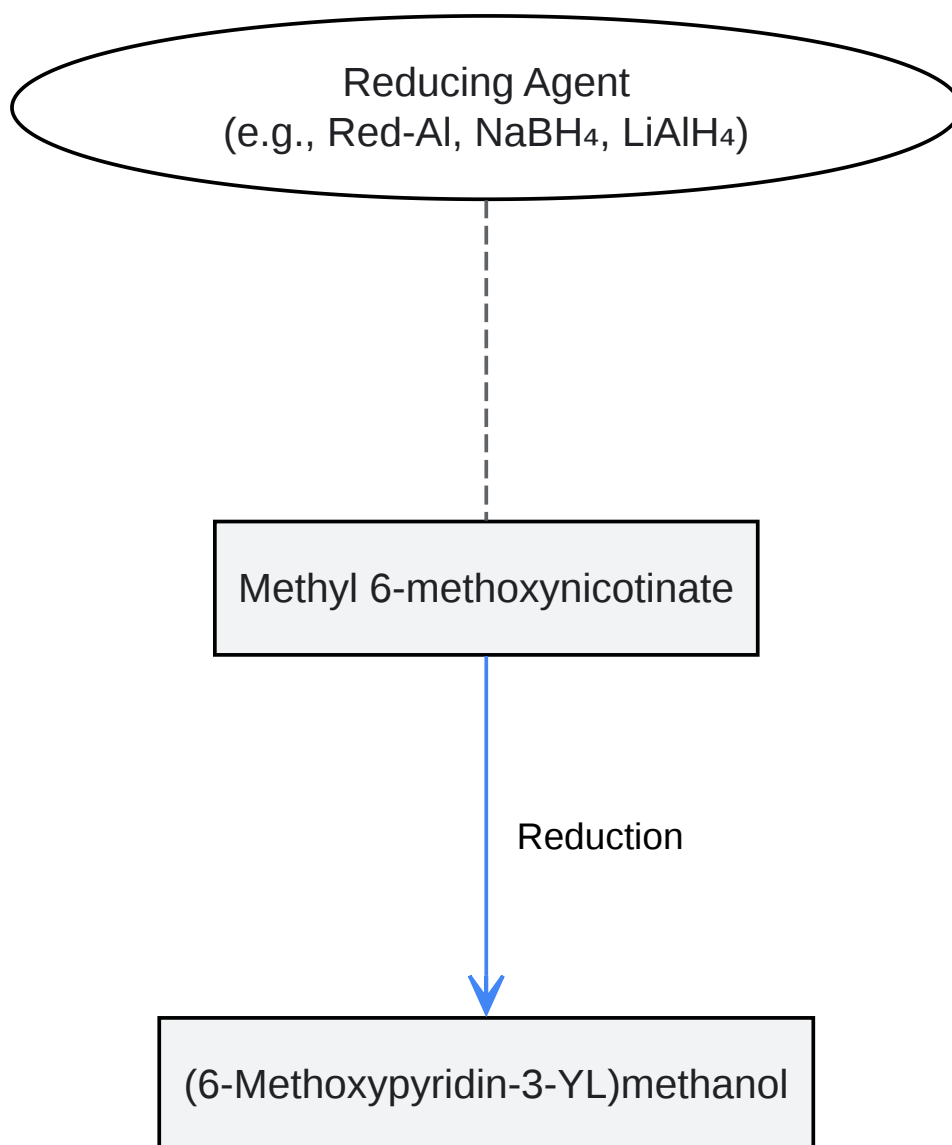 Reducing Agent
(e.g., Red-Al, NaBH₄, LiAlH₄)
Methyl 6-methoxynicotinate
Reduction
(6-Methoxypyridin-3-YL)methanol